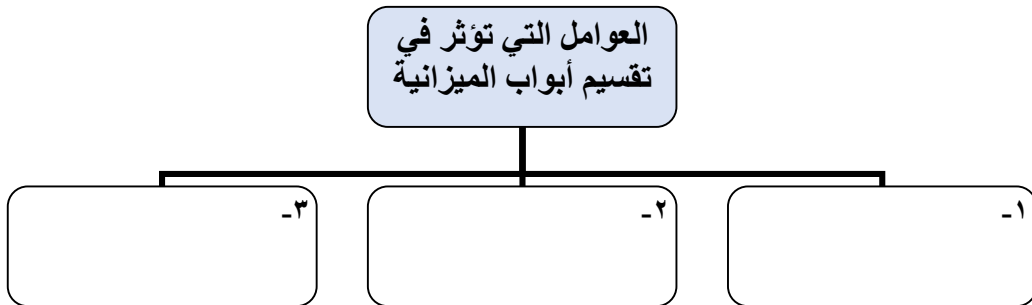 العوامل التي تؤثر في
تقسيم أبواب الميزانية
١-
٢-
٣-